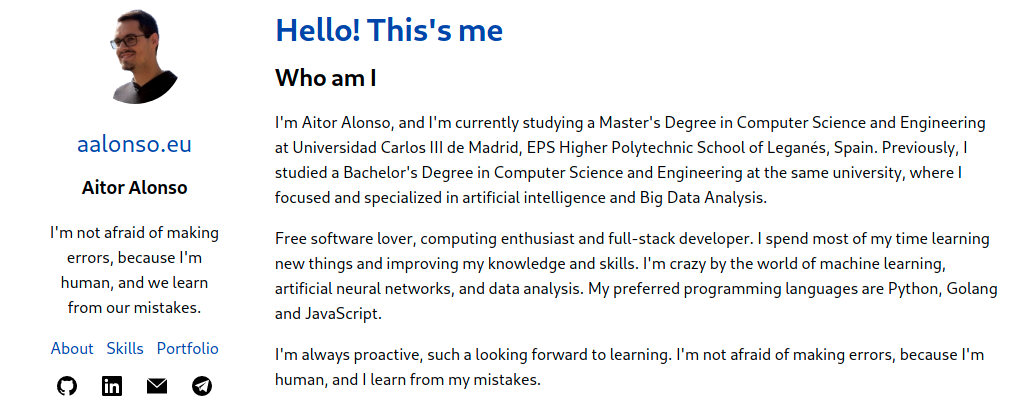 aalonso.eu
Aitor Alonso
I'm not afraid of making
errors, because I'm
human, and we learn
from our mistakes.
About Skills Portfolio
Hello! This's me
Who am I
I'm Aitor Alonso, and I'm currently studying a Master's Degree in Computer Science and Engineering
at Universidad Carlos III de Madrid, EPS Higher Polytechnic School of Leganés, Spain. Previously, I
studied a Bachelor's Degree in Computer Science and Engineering at the same university, where I
focused and specialized in artificial intelligence and Big Data Analysis.
Free software lover, computing enthusiast and full-stack developer. I spend most of my time learning
new things and improving my knowledge and skills. I'm crazy by the world of machine learning,
artificial neural networks, and data analysis. My preferred programming languages are Python, Golang
and JavaScript.
I'm always proactive, such a looking forward to learning. I'm not afraid of making errors, because I'm
human, and I learn from my mistakes.